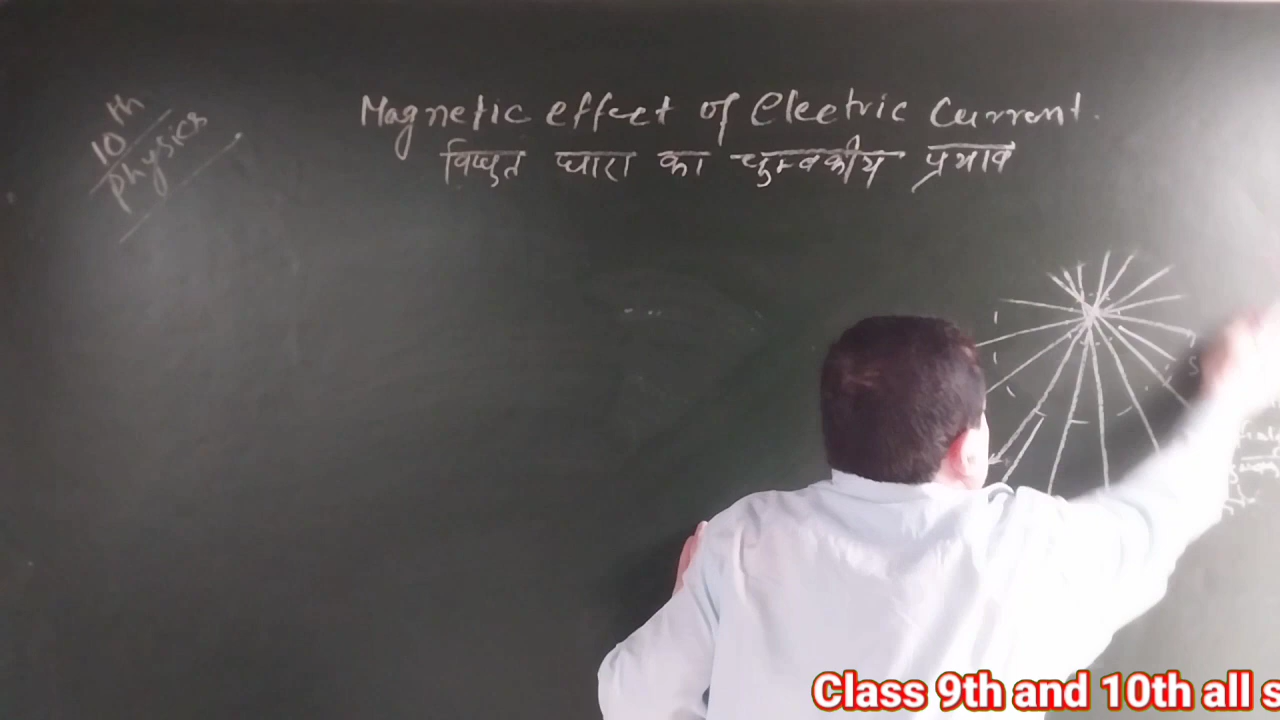 10th
Physics
Magnetic effect of Electric Current.
विधुत धारा का चुम्बकीय प्रभाव
Class 9th and 10th all s